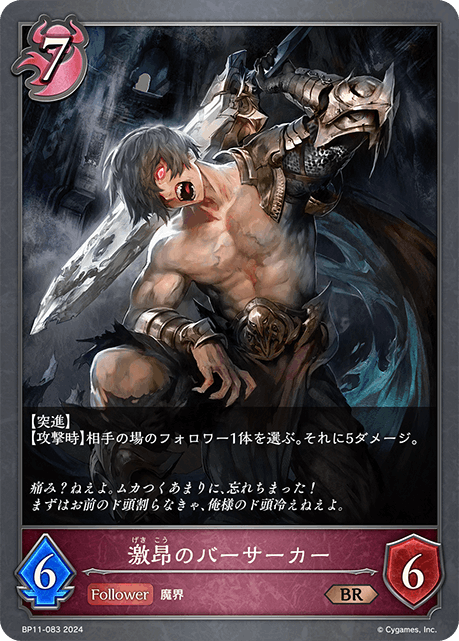 7
【突進】
【攻撃時】相手の場のフォロワー1体を選ぶ。それに5ダメージ。
痛み?ねえよ。ムカつくあまりに、忘れちまった!
まずはお前のド頭割らなきゃ、俺様のド頭冷えねえよ。
げき こう
激昂のバーサーカー
6
Follower 魔界
BR
6
BP11-083 2024
© Cygames, Inc.